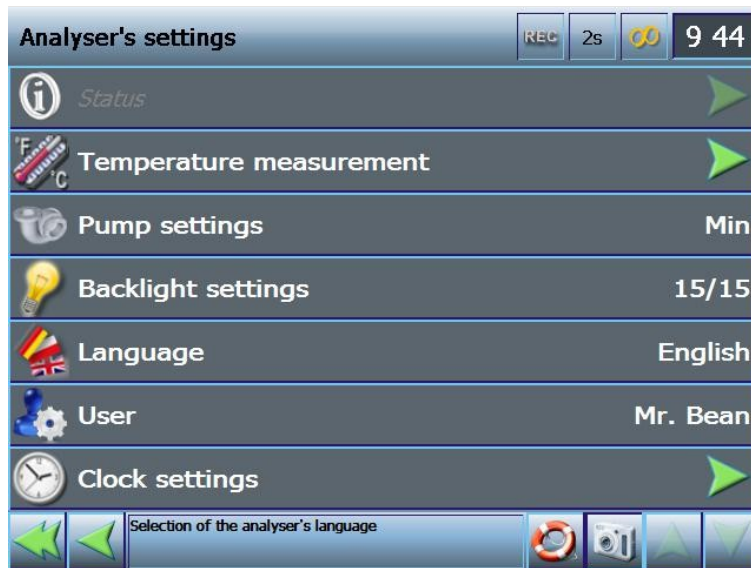 Analyser's settings REC 2s 9 44
Status
°F °C
Temperature measurement
Pump settings Min
Backlight settings 15/15
Language English
User Mr. Bean
Clock settings
Selection of the analyser's language